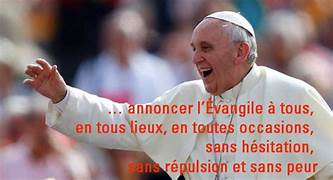 ... annoncer l'Évangile à tous,
en tous lieux, en toutes occasions,
sans hésitation,
sans répulsion et sans peur